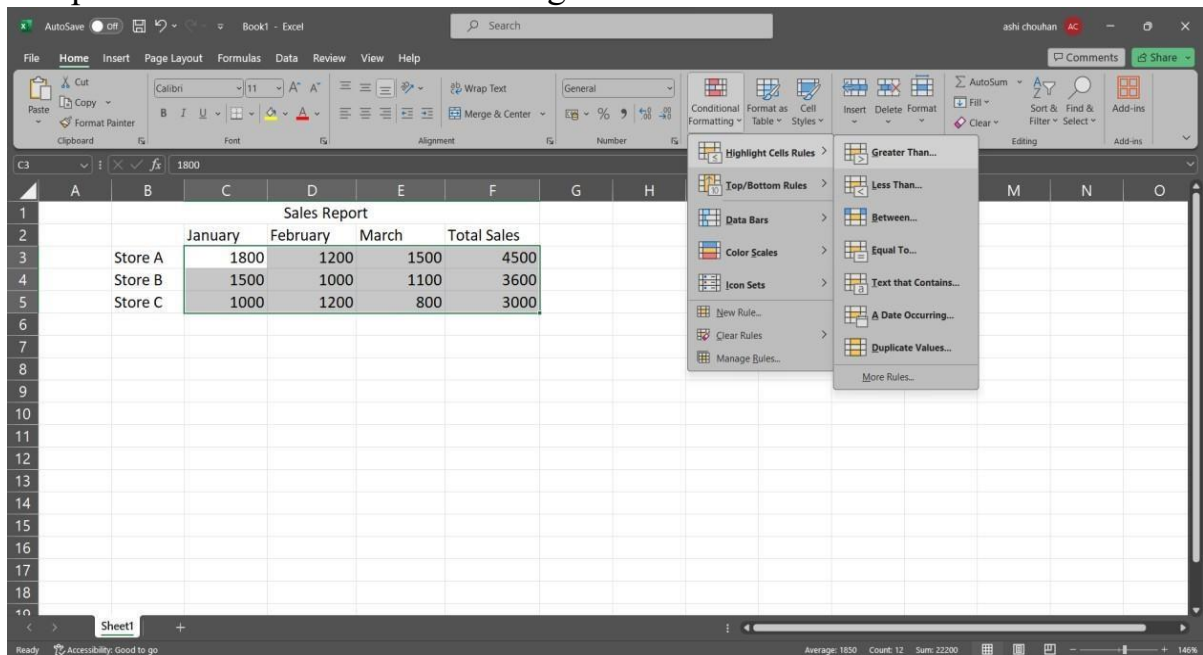 AutoSave Off Book1 - Excel Search ashi chouhan AC
File Home Insert Page Layout Formulas Data Review View Help Comments Share
Paste
Cut
Copy
Format Painter
Clipboard
Calibri 11 A^ A˅
B I U A
Font
Wrap Text
Merge & Center
Alignment
General
% 9
Number
Conditional Formatting
Format as Table
Cell Styles
Insert Delete Format
AutoSum
Fill
Clear
Sort & Filter
Find & Select
Editing
Add-ins
Add-ins
C3 fx 1800
Highlight Cells Rules
Top/Bottom Rules
Data Bars
Color Scales
Icon Sets
New Rule...
Clear Rules
Manage Rules...
Greater Than...
Less Than...
Between...
Equal To...
Text that Contains...
A Date Occurring...
Duplicate Values...
More Rules...
A B C D E F G H M N O
1 Sales Report
2 January February March Total Sales
3 Store A 1800 1200 1500 4500
4 Store B 1500 1000 1100 3600
5 Store C 1000 1200 800 3000
6
7
8
9
10
11
12
13
14
15
16
17
18
19
Sheet1 +
Ready Accessibility: Good to go Average: 1850 Count: 12 Sum: 22200 146%